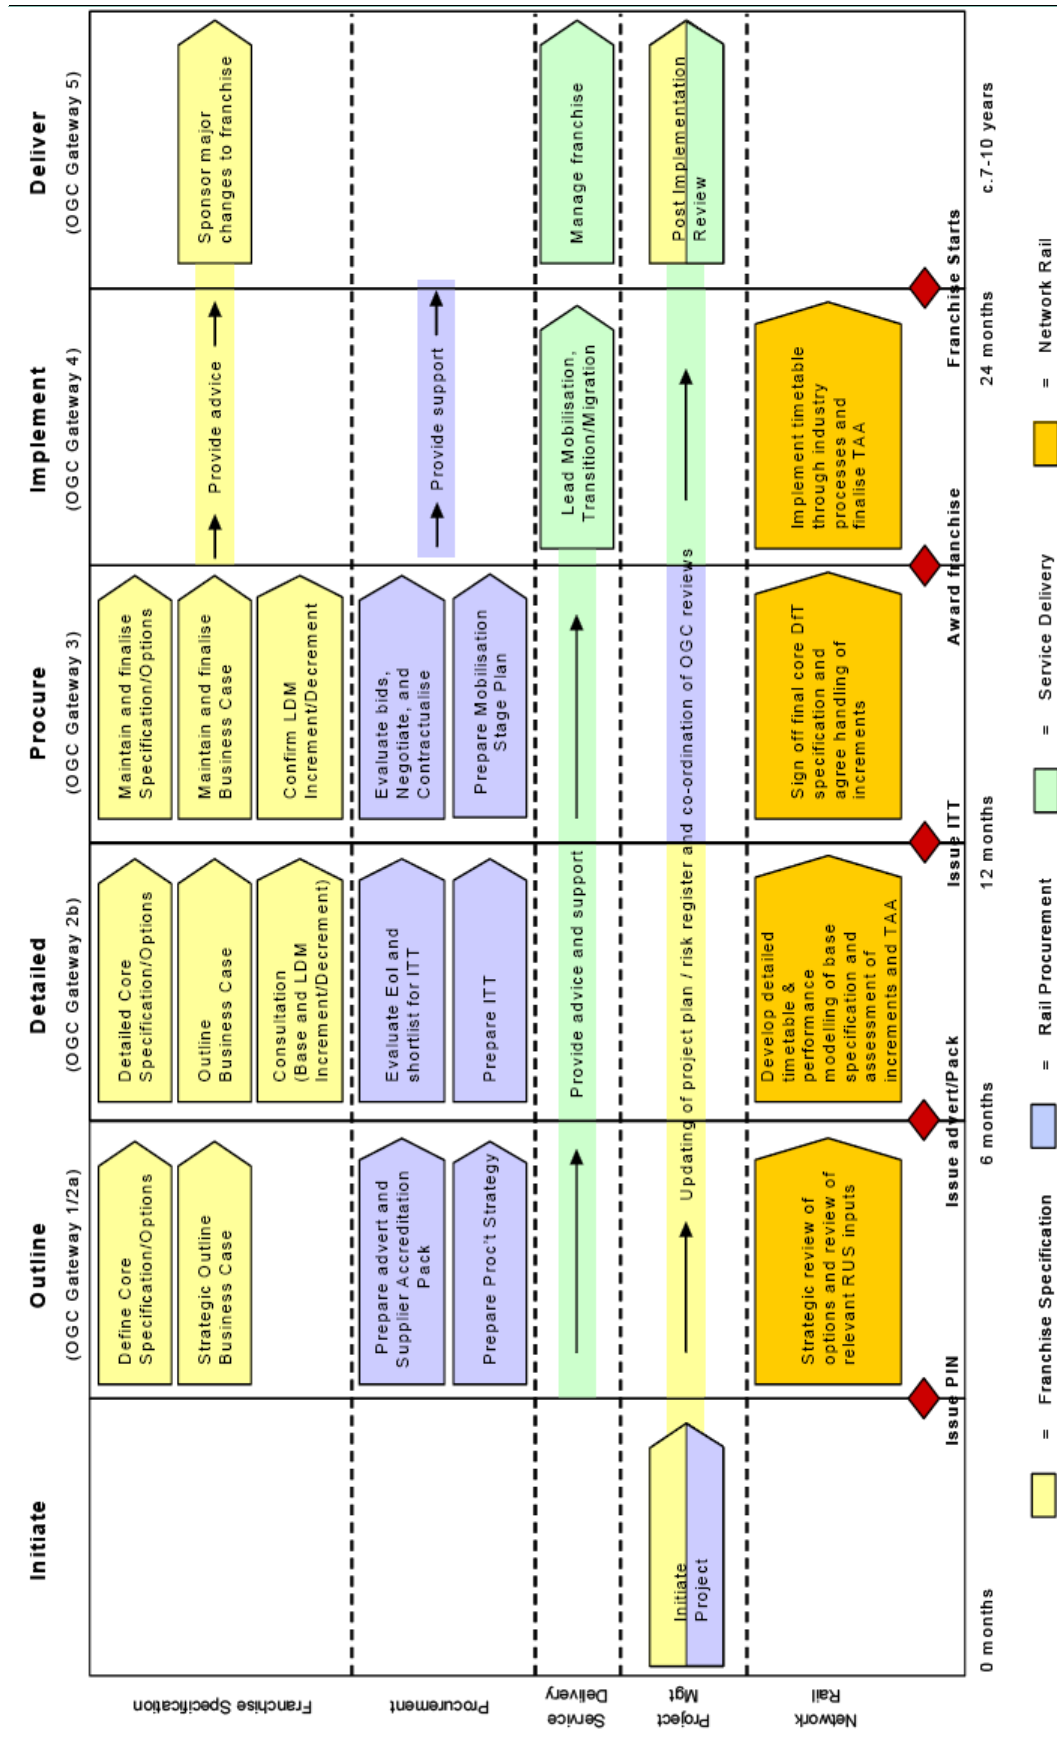 Initiate
Outline
(OGC Gateway 1/2a)
Detailed
(OGC Gateway 2b)
Procure
(OGC Gateway 3)
Implement
(OGC Gateway 4)
Deliver
(OGC Gateway 5)
Franchise Specification
Define Core
Specification/Options
Strategic Outline
Business Case
Detailed Core
Specification/Options
Outline
Business Case
Consultation
(Base and LDM
Increment/Decrement)
Maintain and finalise
Specification/Options
Maintain and finalise
Business Case
Confirm LDM
Increment/Decrement
Provide advice
Sponsor major
changes to franchise
Procurement
Prepare advert and
Supplier Accreditation
Pack
Prepare Proc't Strategy
Evaluate EoI and
shortlist for ITT
Prepare ITT
Evaluate bids,
Negotiate, and
Contractualise
Prepare Mobilisation
Stage Plan
Provide support
Service
Delivery
Provide advice and support
Lead Mobilisation,
Transition/Migration
Manage franchise
Project
Mgt
Initiate
Project
Updating of project plan / risk register and co-ordination of OGC reviews
Post Implementation
Review
Network
Rail
Strategic review of
options and review of
relevant RUS inputs
Develop detailed
timetable &
performance
modelling of base
specification and
assessment of
increments and TAA
Sign off final core DfT
specification and
agree handling of
increments
Implement timetable
through industry
processes and
finalise TAA
Issue PIN
Issue advert/Pack
Issue ITT
Award franchise
Franchise Starts
0 months
6 months
12 months
24 months
c.7-10 years
= Franchise Specification
= Rail Procurement
= Service Delivery
= Network Rail